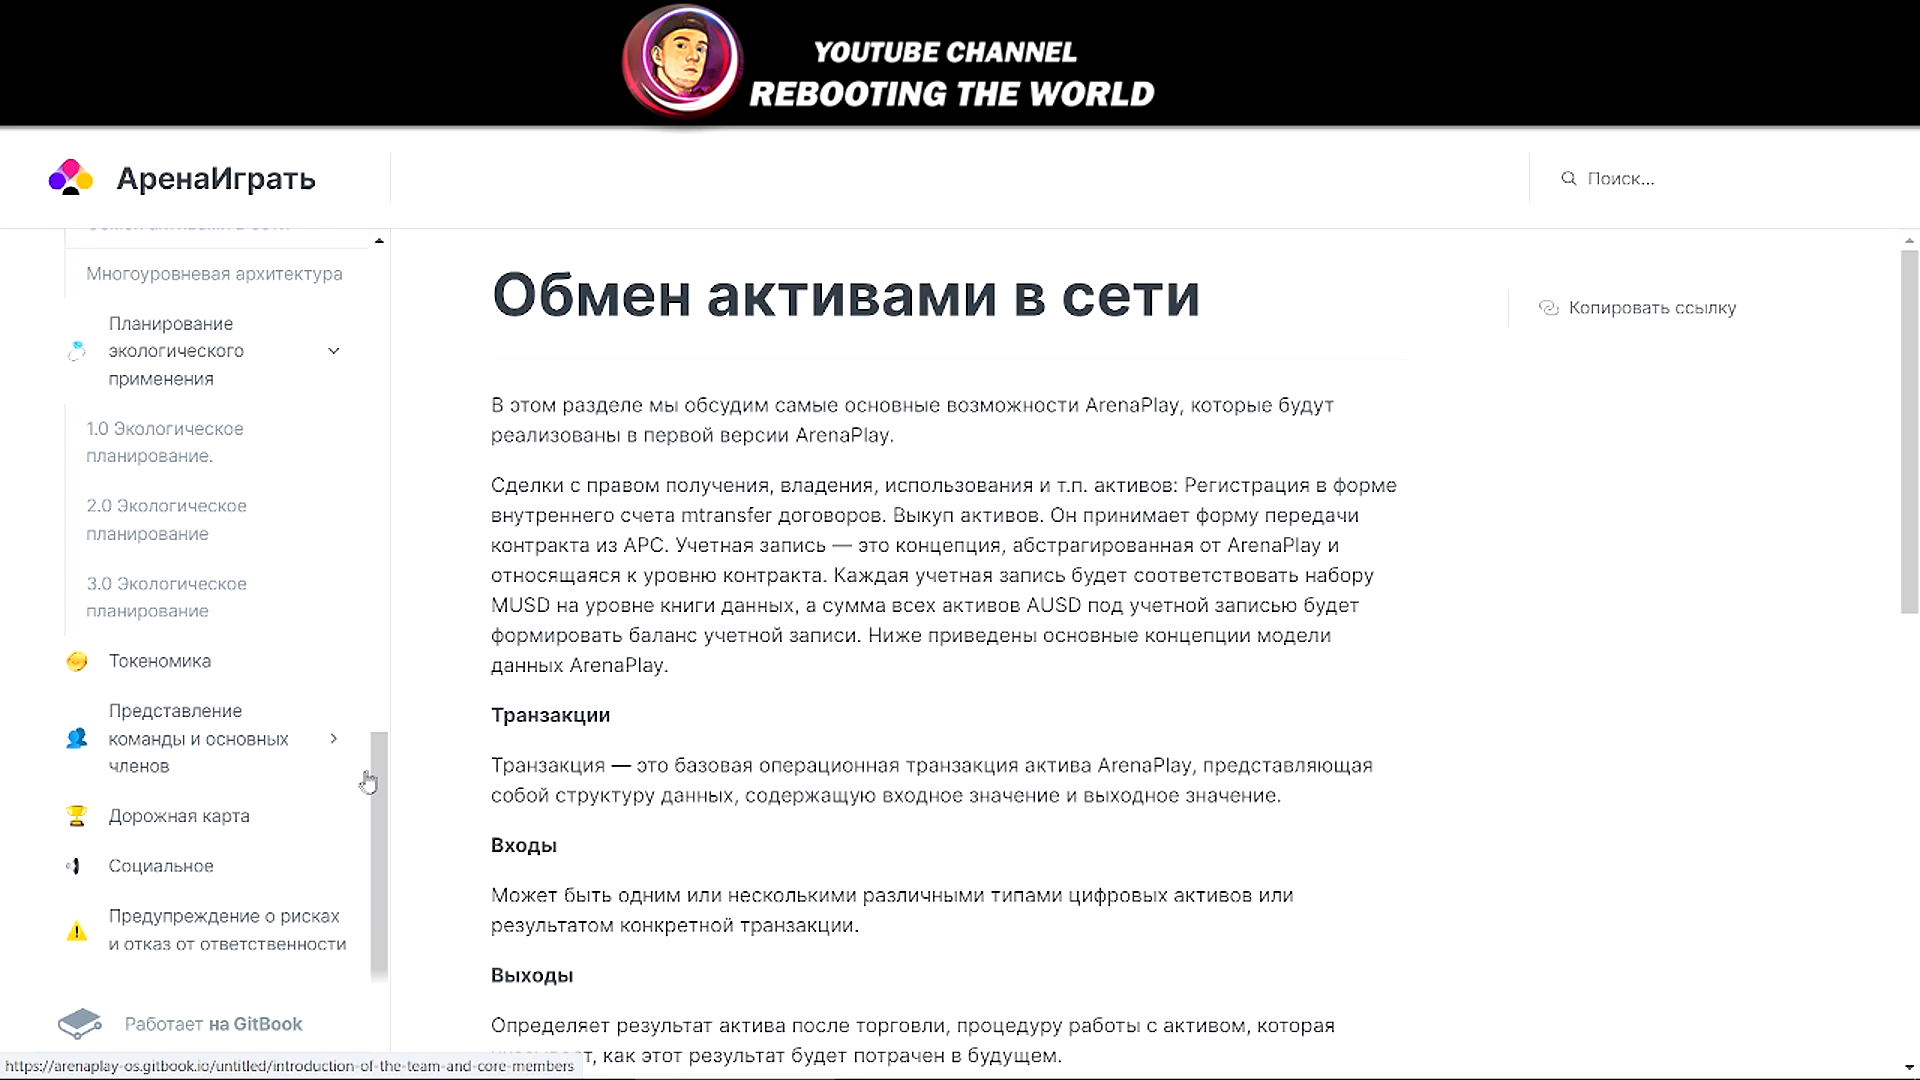 YOUTUBE CHANNEL
REBOOTING THE WORLD
АренаИграть
Поиск...
Многоуровневая архитектура
Планирование
экологического
применения
1.0 Экологическое
планирование.
2.0 Экологическое
планирование
3.0 Экологическое
планирование
Токеномика
Представление
команды и основных
членов
Дорожная карта
Социальное
Предупреждение о рисках
и отказ от ответственности
Работает на GitBook
https://arenaplay-os.gitbook.io/untitled/introduction-of-the-team-and-core-members
Обмен активами в сети
Копировать ссылку
В этом разделе мы обсудим самые основные возможности ArenaPlay, которые будут
реализованы в первой версии ArenaPlay.
Сделки с правом получения, владения, использования и т.п. активов: Регистрация в форме
внутреннего счета mtransfer договоров. Выкуп активов. Он принимает форму передачи
контракта из APC. Учетная запись — это концепция, абстрагированная от ArenaPlay и
относящаяся к уровню контракта. Каждая учетная запись будет соответствовать набору
MUSD на уровне книги данных, а сумма всех активов AUSD под учетной записью будет
формировать баланс учетной записи. Ниже приведены основные концепции модели
данных ArenaPlay.
Транзакции
Транзакция — это базовая операционная транзакция актива ArenaPlay, представляющая
собой структуру данных, содержащую входное значение и выходное значение.
Входы
Может быть одним или несколькими различными типами цифровых активов или
результатом конкретной транзакции.
Выходы
Определяет результат актива после торговли, процедуру работы с активом, которая
как этот результат будет потрачен в будущем.